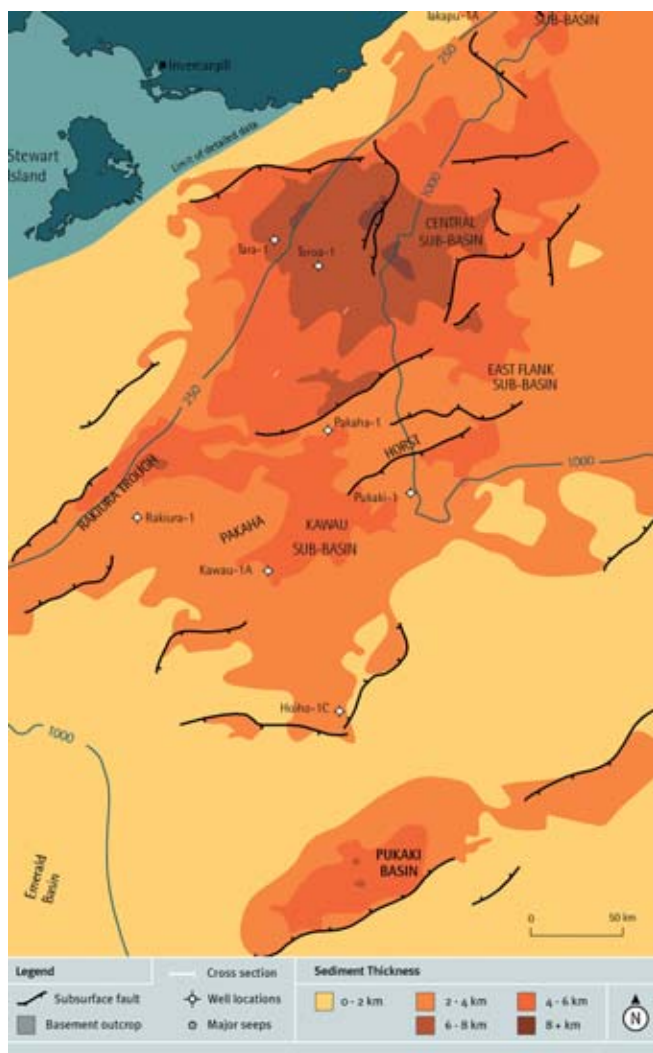 Takapu-1A
SUB-BASIN
250
Invercargill
Stewart
Island
Limit of detailed data
1000
CENTRAL
SUB-BASIN
Tara-1
Toroa-1
250
EAST FLANK
SUB-BASIN
Pakaha-1
HORST
1000
RAKIURA TROUGH
Pukaki-1
Rakiura-1
PAKAHA
KAWAU
SUB-BASIN
Kawau-1A
Hoiho-1C
1000
PUKAKI
BASIN
Emerald
Basin
0 50 km
Legend
Cross section
Sediment Thickness
Subsurface fault
Well locations
0 - 2 km
2 - 4 km
4 - 6 km
N
Basement outcrop
Major seeps
6 - 8 km
8 + km